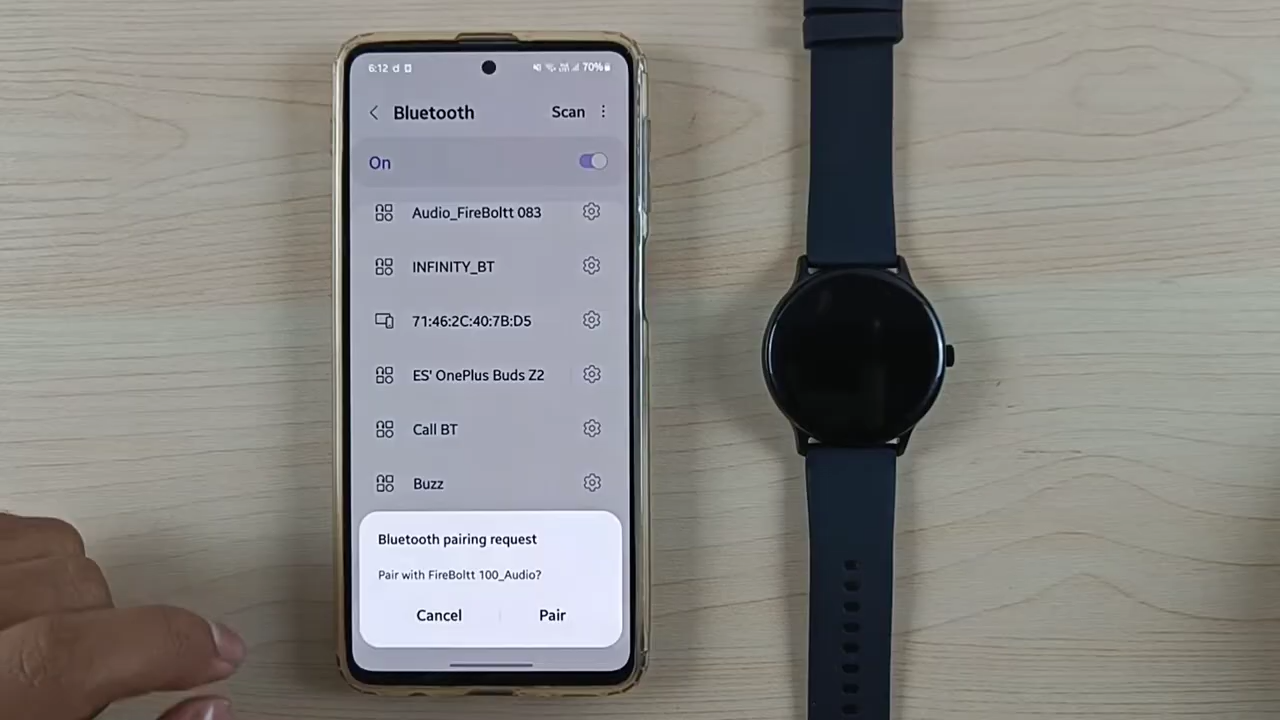 6:12
70%
Bluetooth
Scan
On
Audio_FireBoltt 083
INFINITY_BT
71:46:2C:40:7B:D5
ES' OnePlus Buds Z2
Call BT
Buzz
Bluetooth pairing request
Pair with FireBoltt 100_Audio?
Cancel
Pair